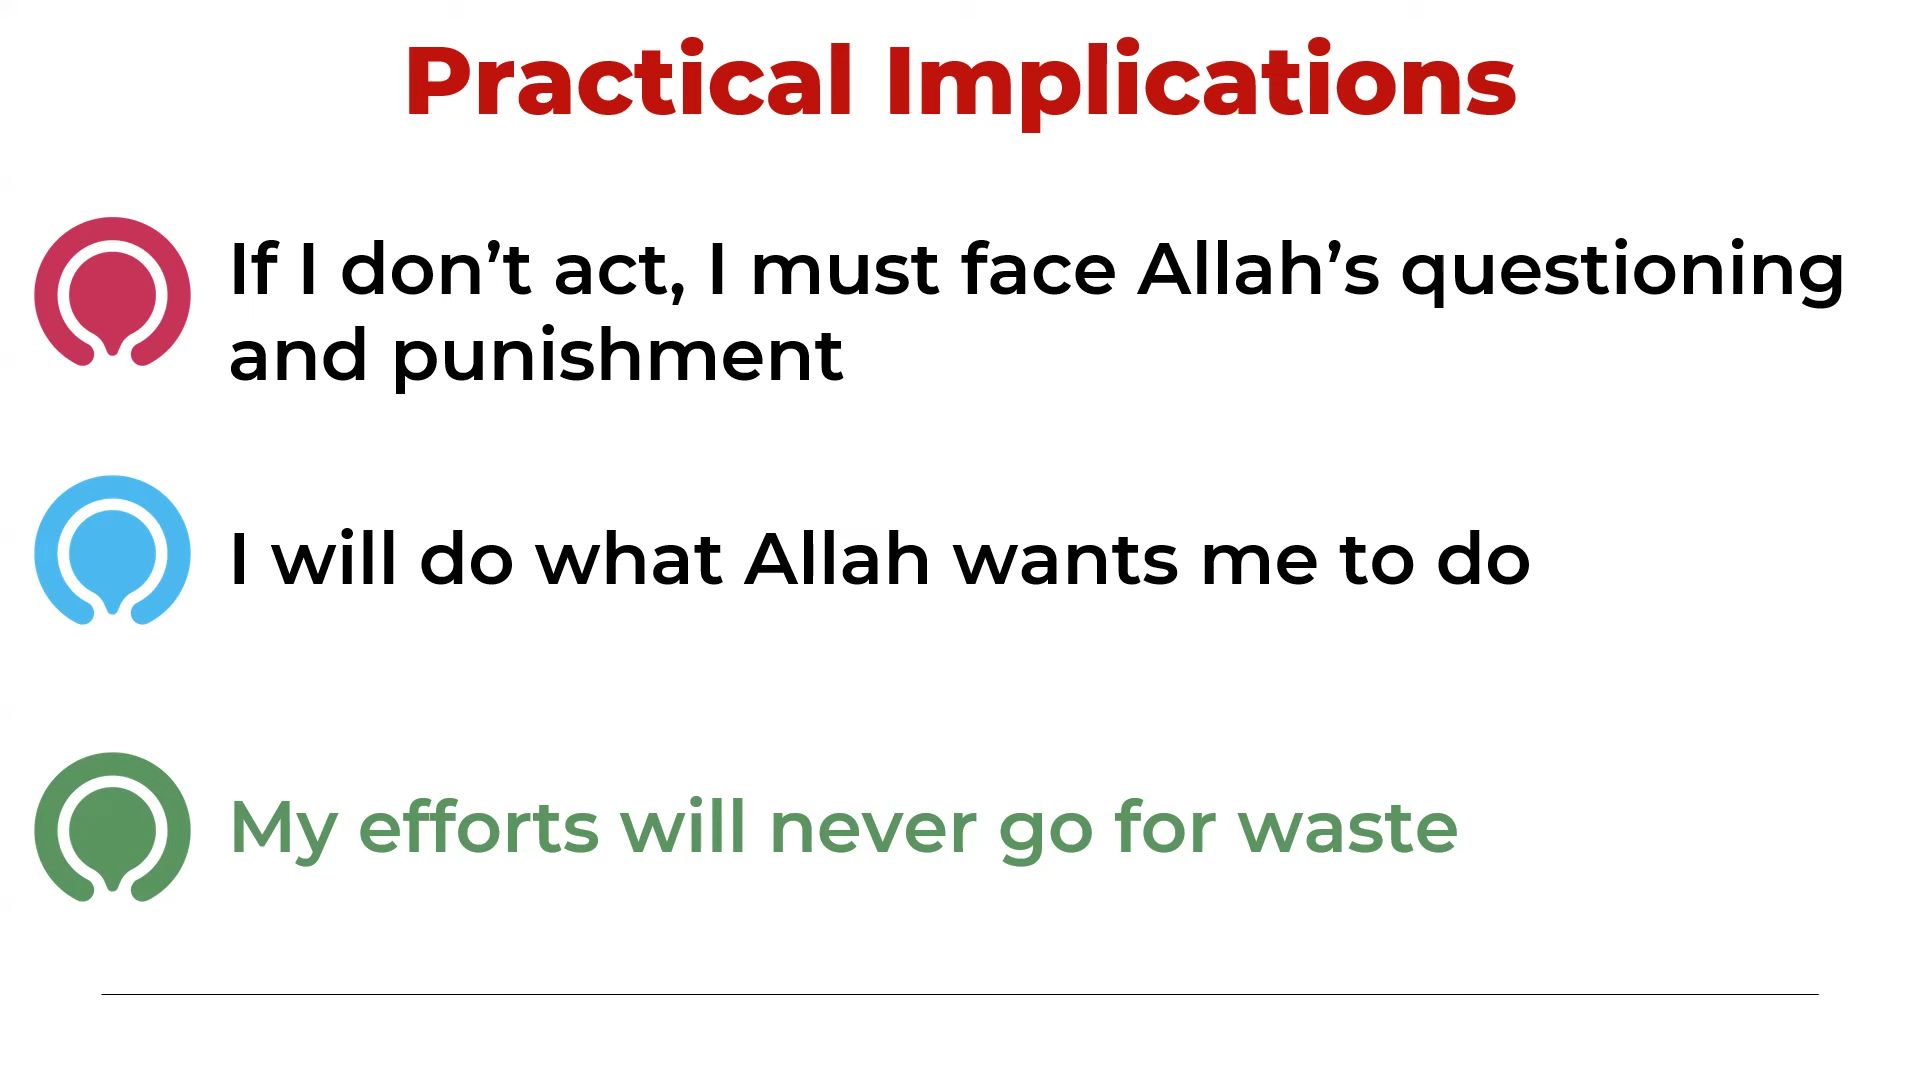 Practical Implications
If I don’t act, I must face Allah’s questioning
and punishment
I will do what Allah wants me to do
My efforts will never go for waste